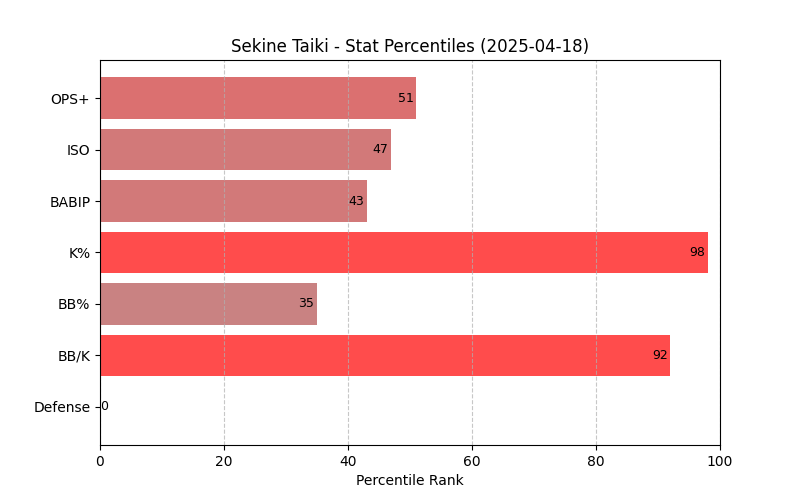 Sekine Taiki - Stat Percentiles (2025-04-18)
OPS+ 51
ISO 47
BABIP 43
K% 98
BB% 35
BB/K 92
Defense 0
0 20 40 60 80 100
Percentile Rank